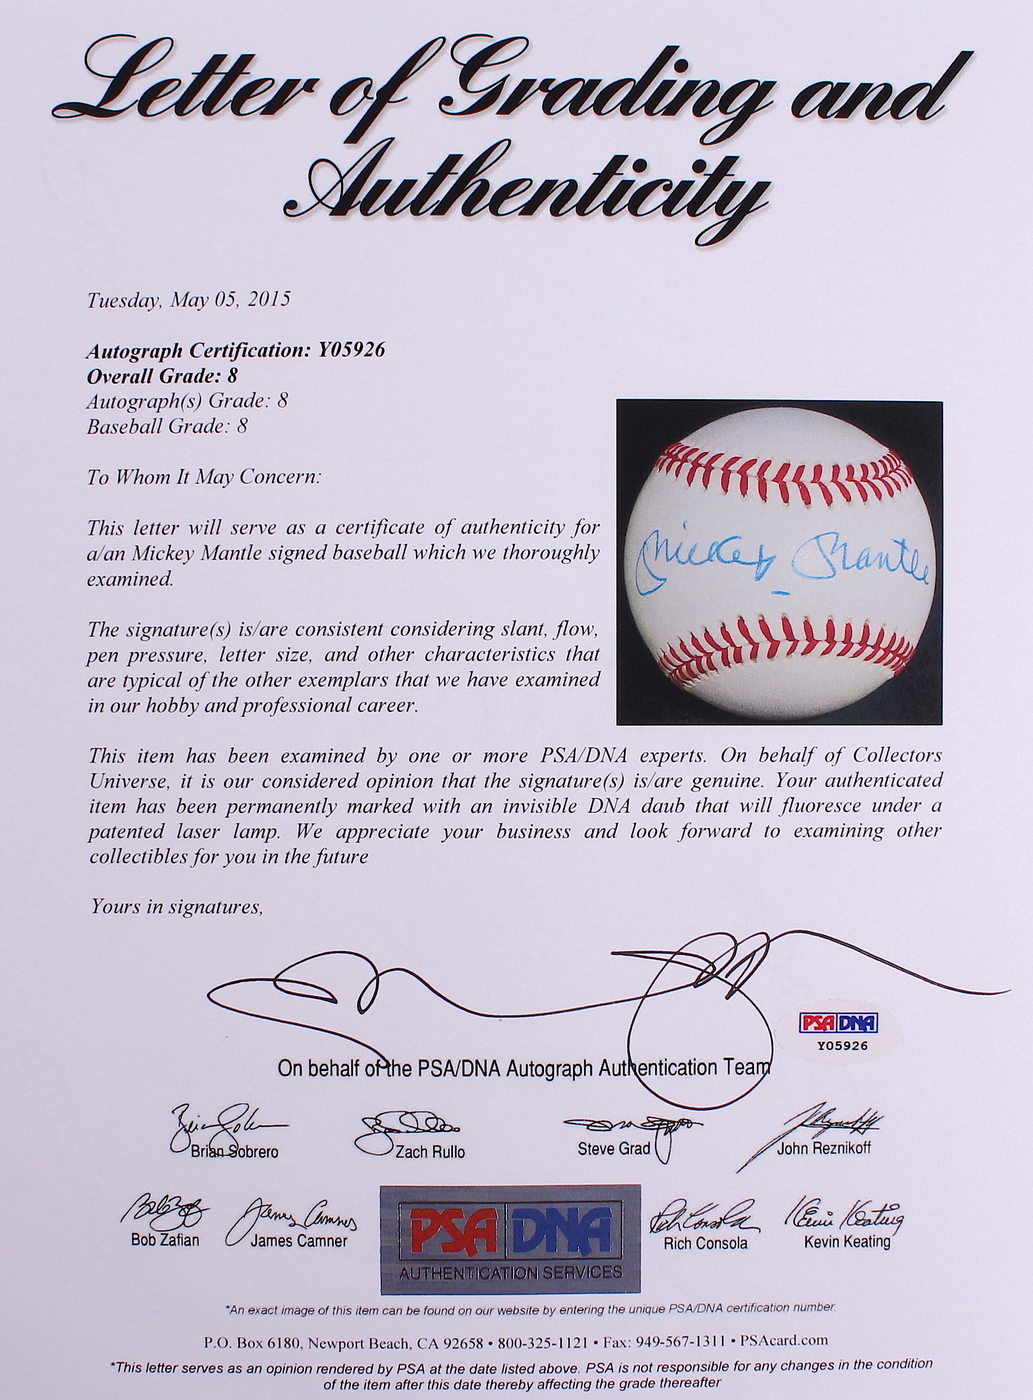 Letter of Grading and
Authenticity
Tuesday, May 05, 2015
Autograph Certification: Y05926
Overall Grade: 8
Autograph(s) Grade: 8
Baseball Grade: 8
To Whom It May Concern:
This letter will serve as a certificate of authenticity for
a/an Mickey Mantle signed baseball which we thoroughly
examined.
The signature(s) is/are consistent considering slant, flow,
pen pressure, letter size, and other characteristics that
are typical of the other exemplars that we have examined
in our hobby and professional career.
Mickey Mantle
This item has been examined by one or more PSA/DNA experts. On behalf of Collectors
Universe, it is our considered opinion that the signature(s) is/are genuine. Your authenticated
item has been permanently marked with an invisible DNA daub that will fluoresce under a
patented laser lamp. We appreciate your business and look forward to examining other
collectibles for you in the future
Yours in signatures,
PSA DNA
Y05926
On behalf of the PSA/DNA Autograph Authentication Team
Brian Sobrero
Zach Rullo
Steve Grad
John Reznikoff
James Camner
Rich Consola
Kevin Keating
Bob Zafian
James Camner
Rich Consola
Kevin Keating
PSA DNA
AUTHENTICATION SERVICES
*An exact image of this item can be found on our website by entering the unique PSA/DNA certification number.
P.O. Box 6180, Newport Beach, CA 92658 • 800-325-1121 • Fax: 949-567-1311 • PSAcard.com
*This letter serves as an opinion rendered by PSA at the date listed above. PSA is not responsible for any changes in the condition
of the item after this date thereby affecting the grade thereafter